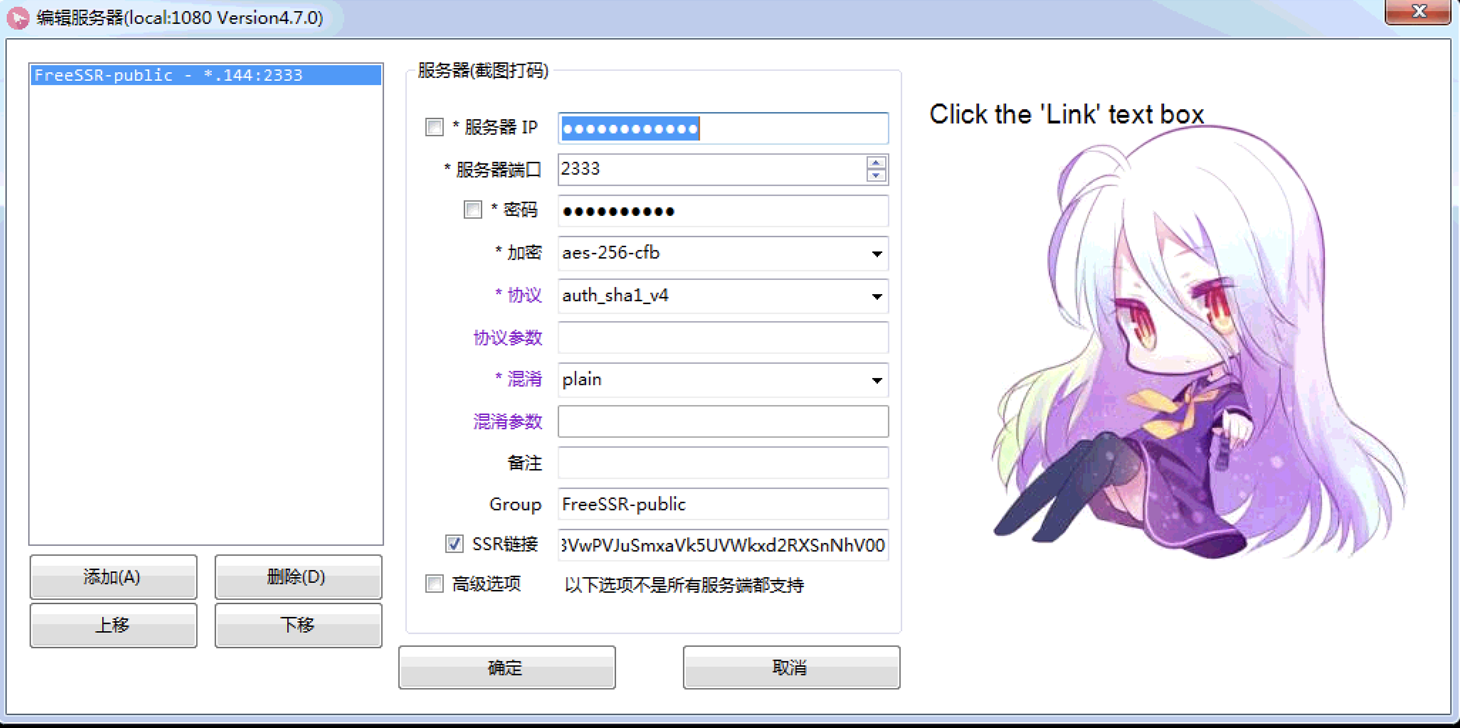 编辑服务器(local:1080 Version4.7.0)
FreeSSR-public - *.144:2333
添加(A)
删除(D)
上移
下移
服务器(截图打码)
* 服务器 IP
●●●●●●●●●●●●
* 服务器端口
2333
* 密码
●●●●●●●●●●
* 加密
aes-256-cfb
* 协议
auth_sha1_v4
协议参数
* 混淆
plain
混淆参数
备注
Group
FreeSSR-public
SSR链接
3VwPVJuSmxaVk5UVWkxd2RXSnNhV00
高级选项
以下选项不是所有服务端都支持
确定
取消
Click the 'Link' text box